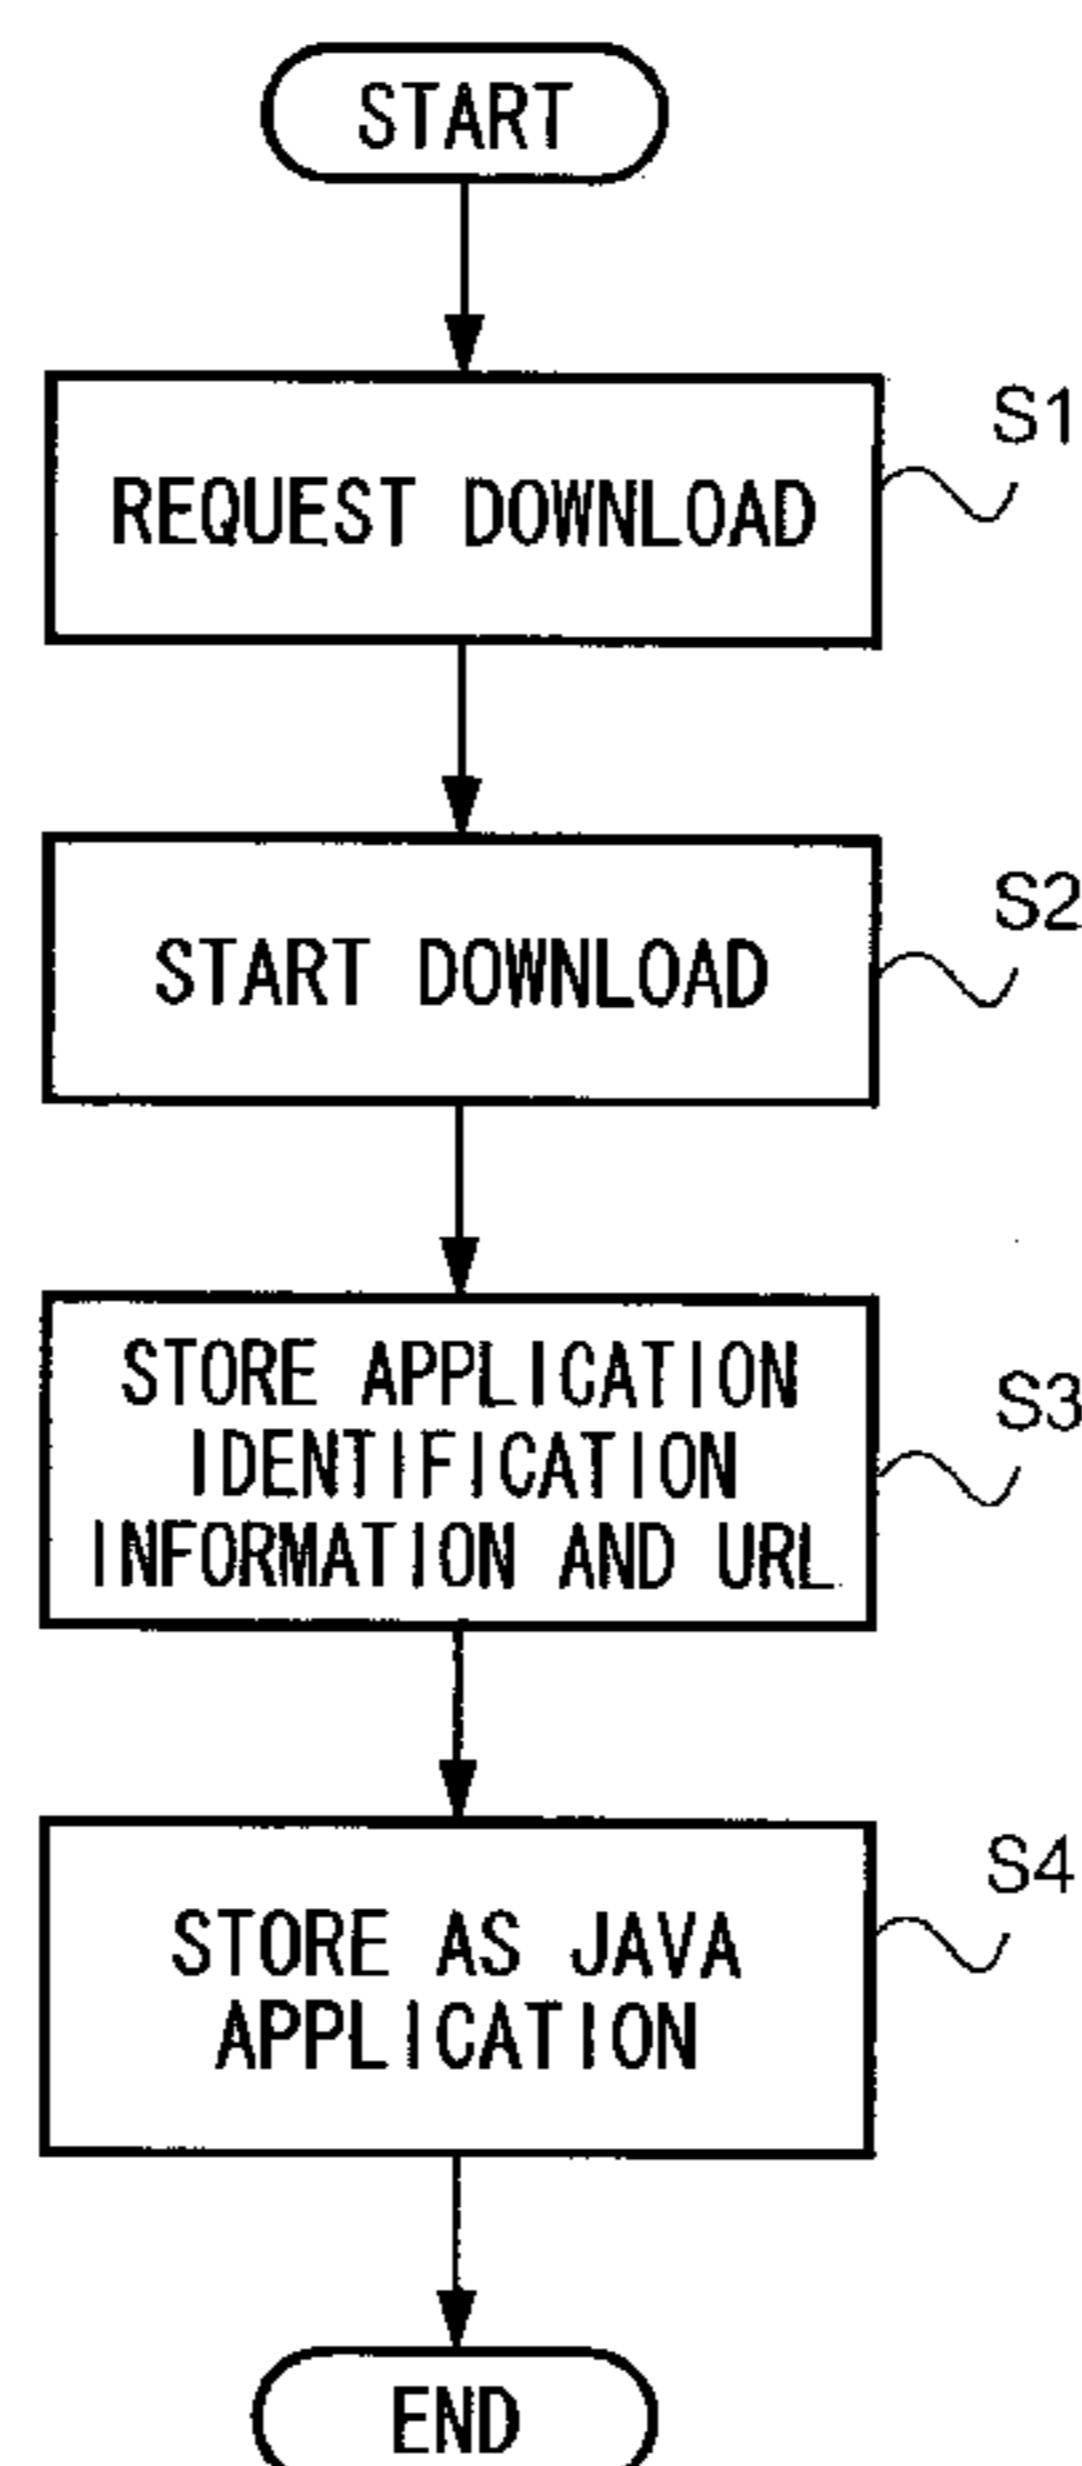 START
S1
REQUEST DOWNLOAD
S2
START DOWNLOAD
S3
STORE APPLICATION
IDENTIFICATION
INFORMATION AND URL
S4
STORE AS JAVA
APPLICATION
END